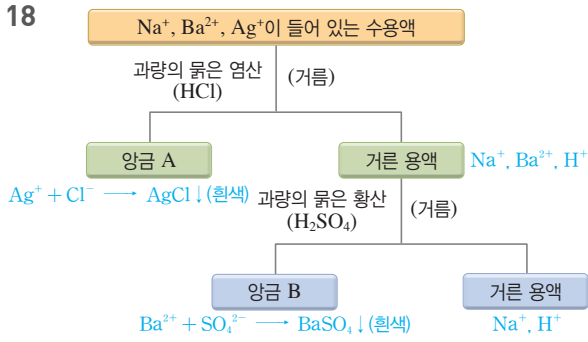 18
Na⁺, Ba²⁺, Ag⁺이 들어 있는 수용액
과량의 묽은 염산
(HCl)
(거름)
앙금 A
거른 용액
Na⁺, Ba²⁺, H⁺
Ag⁺ + Cl⁻ ⟶ AgCl↓(흰색)
과량의 묽은 황산
(H₂SO₄)
(거름)
앙금 B
거른 용액
Ba²⁺ + SO₄²⁻ ⟶ BaSO₄↓(흰색)
Na⁺, H⁺